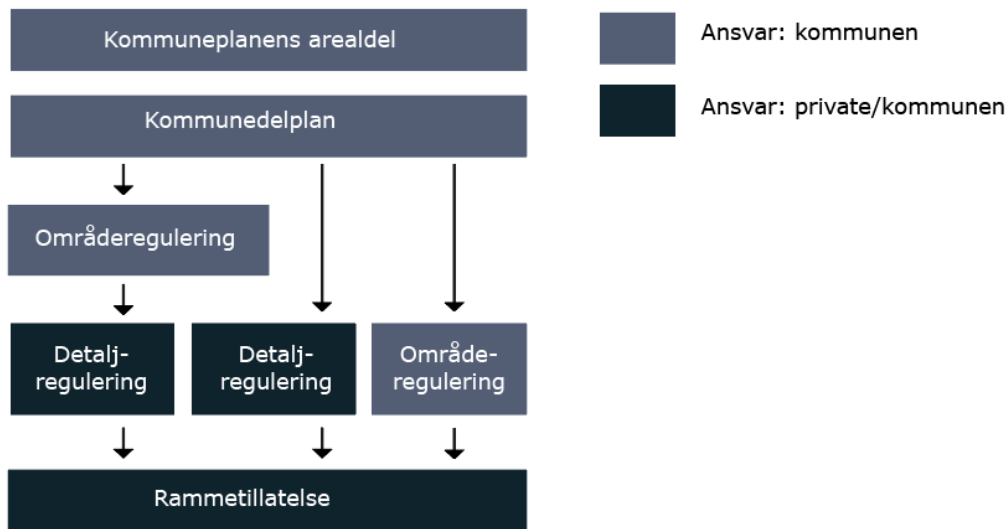 Kommuneplanens arealdel
Kommunedelplan
Områderegulering
Detalj-
regulering
Detalj-
regulering
Område-
regulering
Rammetillatelse
Ansvar: kommunen
Ansvar: private/kommunen